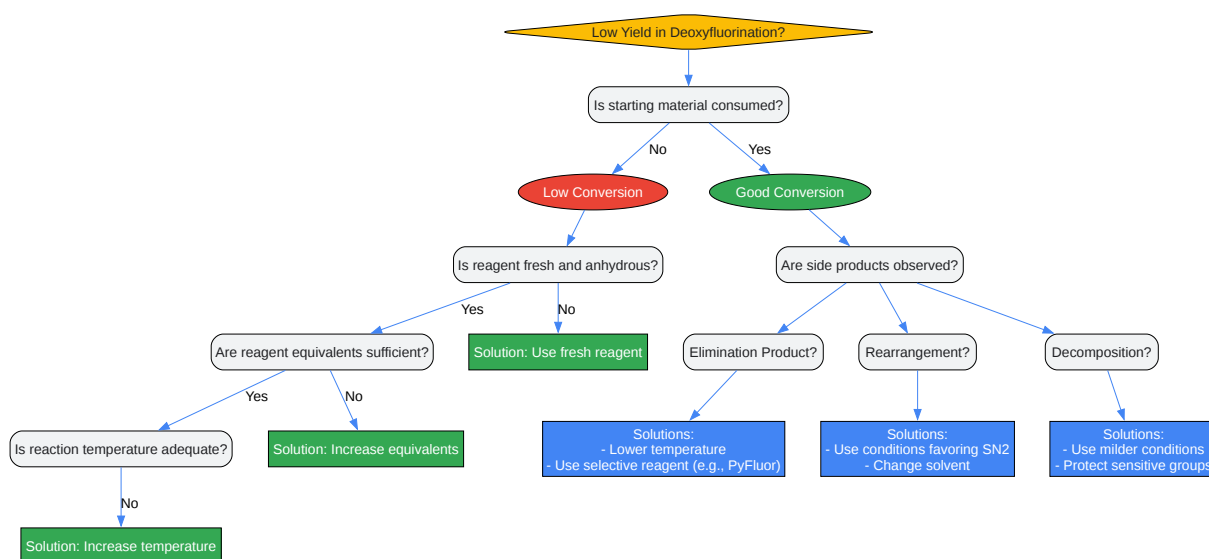 Low Yield in Deoxyfluorination?
Is starting material consumed?
No
Yes
Low Conversion
Good Conversion
Is reagent fresh and anhydrous?
Are side products observed?
Yes
No
Are reagent equivalents sufficient?
Solution: Use fresh reagent
Elimination Product?
Rearrangement?
Decomposition?
Yes
No
Is reaction temperature adequate?
Solution: Increase equivalents
Solutions:
- Lower temperature
- Use selective reagent (e.g., PyFluor)
Solutions:
- Use conditions favoring SN2
- Change solvent
Solutions:
- Use milder conditions
- Protect sensitive groups
No
Solution: Increase temperature